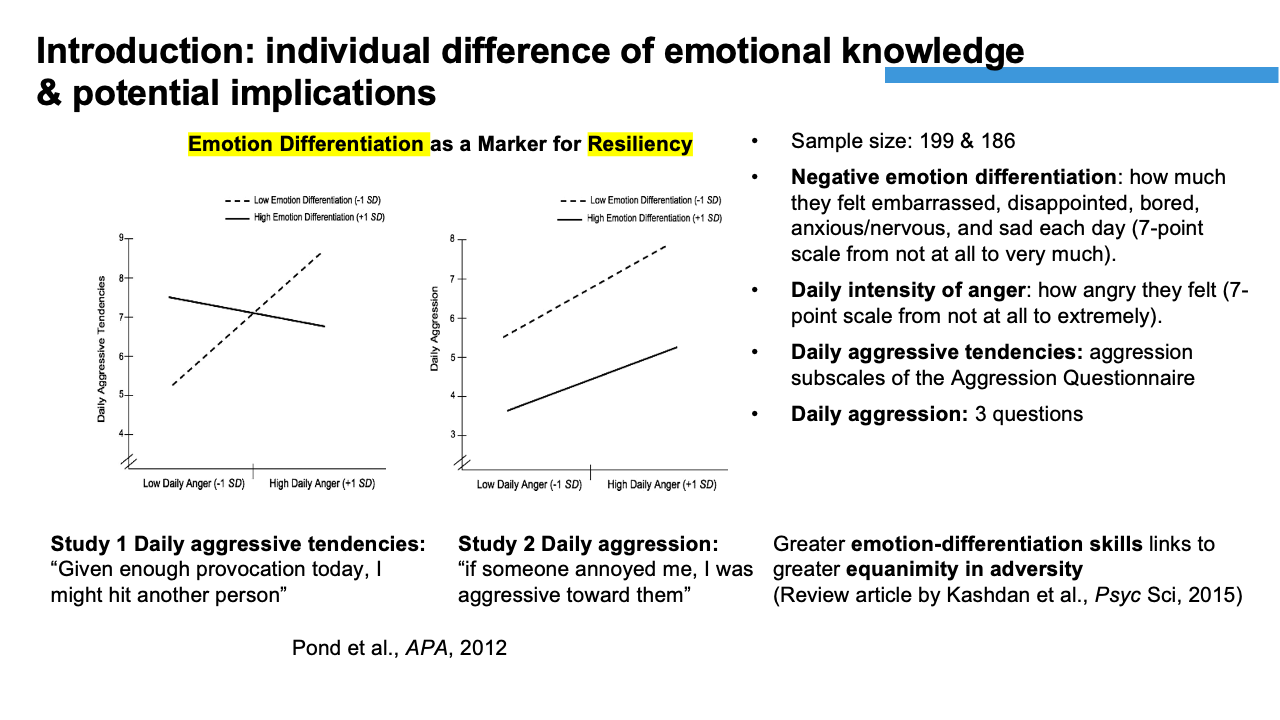 Introduction: individual difference of emotional knowledge
& potential implications
Emotion Differentiation as a Marker for Resiliency
Low Emotion Differentiation (-1 SD)
High Emotion Differentiation (+1 SD)
9
8
7
6
5
4
Daily Aggressive Tendencies
Low Daily Anger (-1 SD)
High Daily Anger (+1 SD)
Low Emotion Differentiation (-1 SD)
High Emotion Differentiation (+1 SD)
8
7
6
5
4
3
Daily Aggression
Low Daily Anger (-1 SD)
High Daily Anger (+1 SD)
• Sample size: 199 & 186
• Negative emotion differentiation: how much
they felt embarrassed, disappointed, bored,
anxious/nervous, and sad each day (7-point
scale from not at all to very much).
• Daily intensity of anger: how angry they felt (7-
point scale from not at all to extremely).
• Daily aggressive tendencies: aggression
subscales of the Aggression Questionnaire
• Daily aggression: 3 questions
Study 1 Daily aggressive tendencies:
“Given enough provocation today, I
might hit another person”
Study 2 Daily aggression:
“if someone annoyed me, I was
aggressive toward them”
Greater emotion-differentiation skills links to
greater equanimity in adversity
(Review article by Kashdan et al., Psyc Sci, 2015)
Pond et al., APA, 2012